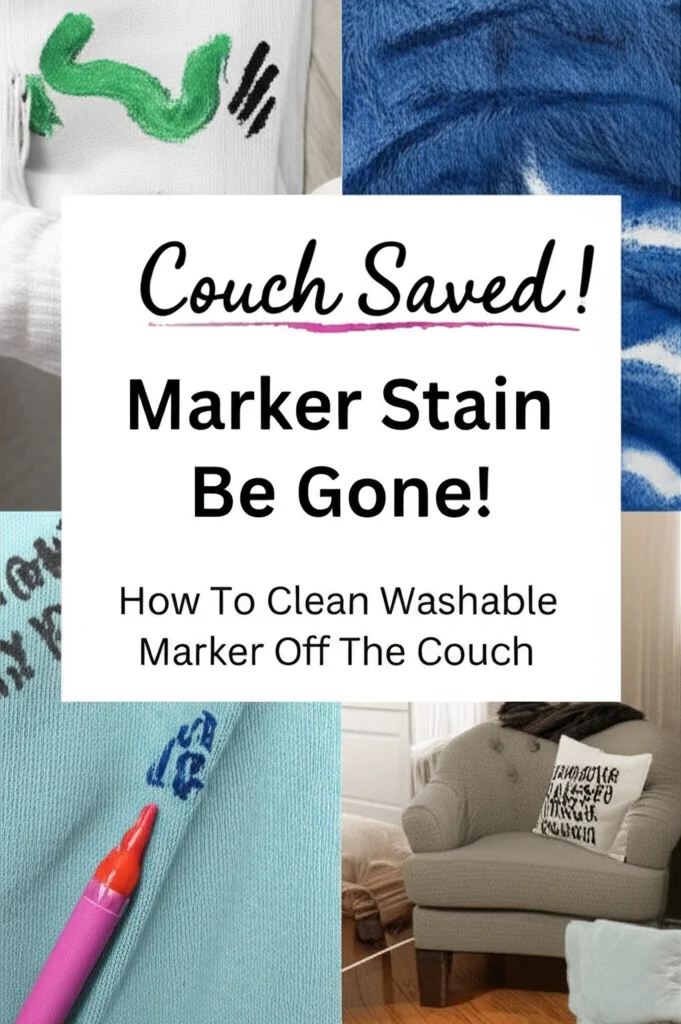 Couch Saved!
Marker Stain
Be Gone!
How To Clean Washable
Marker Off The Couch